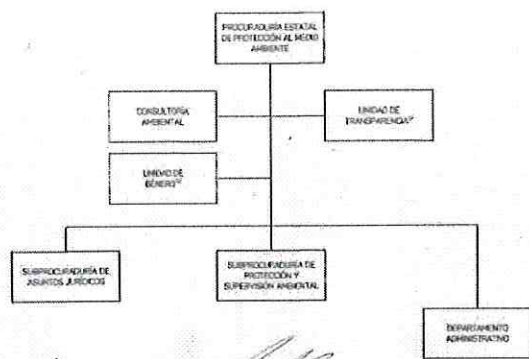 PROCURADURÍA ESTATAL
DE PROTECCIÓN AL MEDIO
AMBIENTE
CONSULTORÍA
AMBIENTAL
UNIDAD DE
TRANSPARENCIA
UNIDAD DE
GÉNERO
SUBPROCURADURÍA DE
ASUNTOS JURÍDICOS
SUBPROCURADURÍA DE
PROTECCIÓN Y
SUPERVISIÓN AMBIENTAL
DEPARTAMENTO
ADMINISTRATIVO